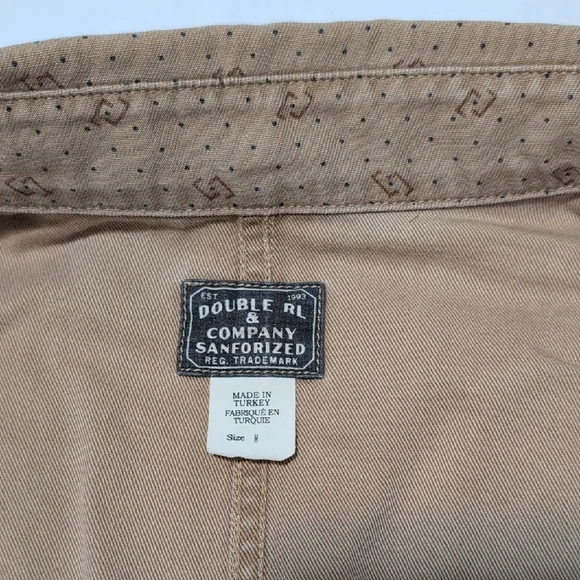 EST 1993
DOUBLE RL
&
COMPANY
SANFORIZED
REG. TRADEMARK
MADE IN
TURKEY
FABRIQUÉ EN
TURQUIE
Size M